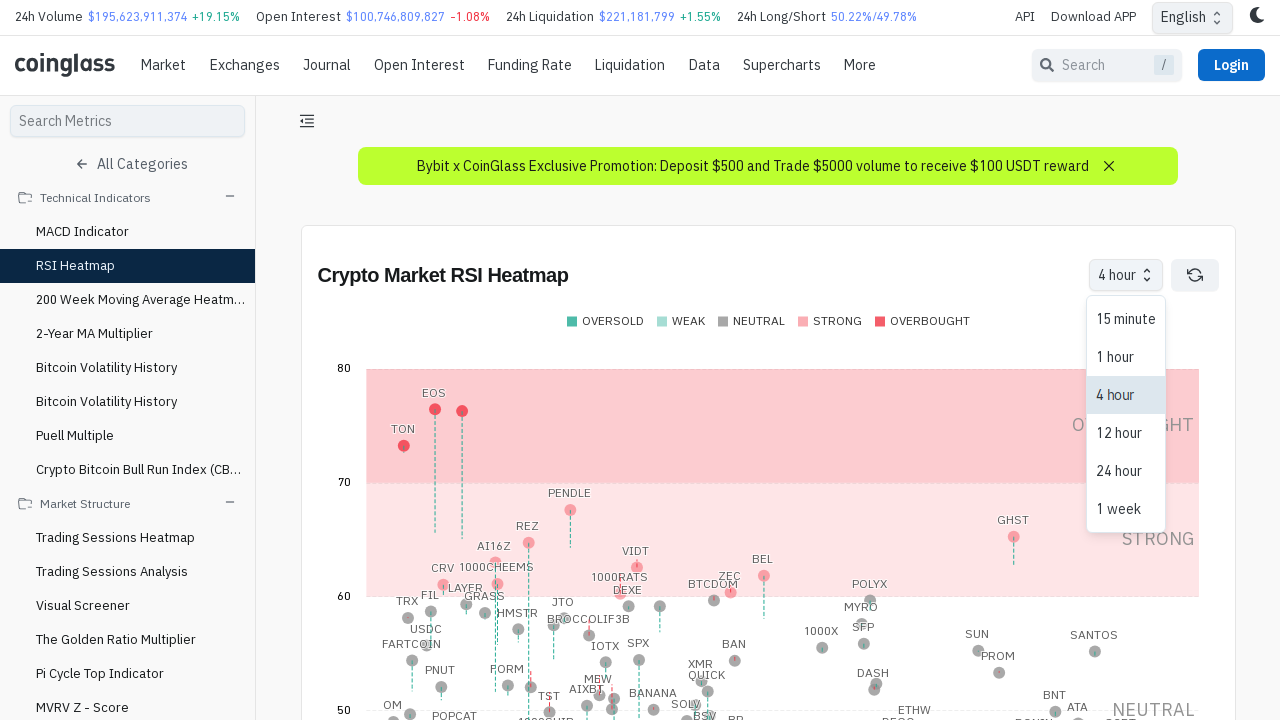 24h Volume $195,623,911,374 +19.15% Open Interest $100,746,809,827 -1.08% 24h Liquidation $221,181,799 +1.55% 24h Long/Short 50.22%/49.78% API Download APP English
coinglass Market Exchanges Journal Open Interest Funding Rate Liquidation Data Supercharts More Search / Login
Search Metrics
All Categories
Technical Indicators
MACD Indicator
RSI Heatmap
200 Week Moving Average Heatm...
2-Year MA Multiplier
Bitcoin Volatility History
Bitcoin Volatility History
Puell Multiple
Crypto Bitcoin Bull Run Index (CB...
Market Structure
Trading Sessions Heatmap
Trading Sessions Analysis
Visual Screener
The Golden Ratio Multiplier
Pi Cycle Top Indicator
MVRV Z - Score
Bybit x CoinGlass Exclusive Promotion: Deposit $500 and Trade $5000 volume to receive $100 USDT reward
Crypto Market RSI Heatmap
4 hour
15 minute
1 hour
4 hour
12 hour
24 hour
1 week
OVERSOLD WEAK NEUTRAL STRONG OVERBOUGHT
80
EOS
TON
70
PENDLE
GHST
REZ
STRONG
AI16Z
VIDT
BEL
CRV
1000CHEEMS
1000RATS
ZEC
BTCDOM
POLYX
LAYER
DEXE
FIL
GRASS
60
TRX
JTO
MYRO
HMSTR
BROCCOLIF3B
USDC
SFP
1000X
SUN
SANTOS
FARTCOIN
IOTX
SPX
BAN
PROM
PNUT
FORM
XMR
QUICK
DASH
MBW
AIXBT
TST
BANANA
BNT
OM
SOLV
ETHW
ATA
50
POPCAT
BSV
NEUTRAL